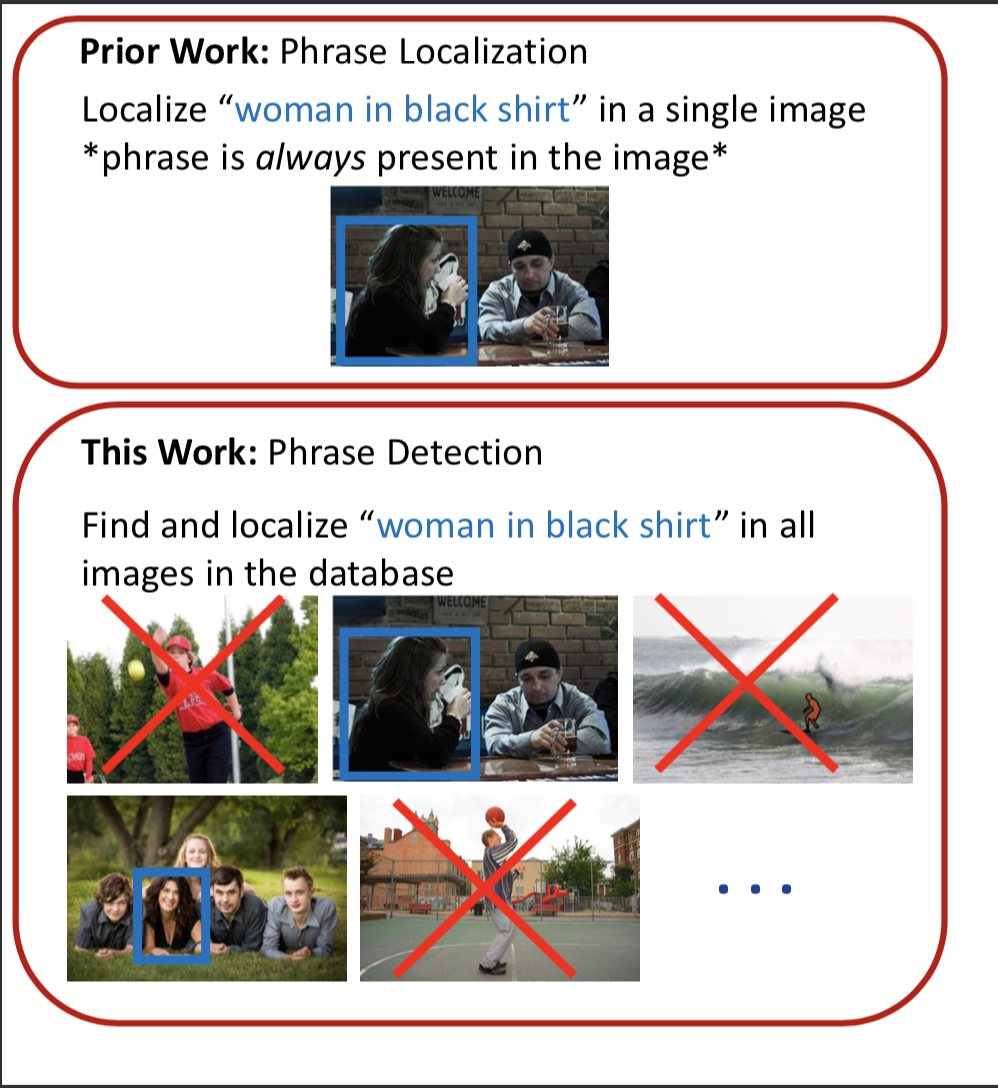 Prior Work: Phrase Localization
Localize “woman in black shirt” in a single image
*phrase is always present in the image*
WELCOME
This Work: Phrase Detection
Find and localize “woman in black shirt” in all
images in the database
WELCOME
. . .